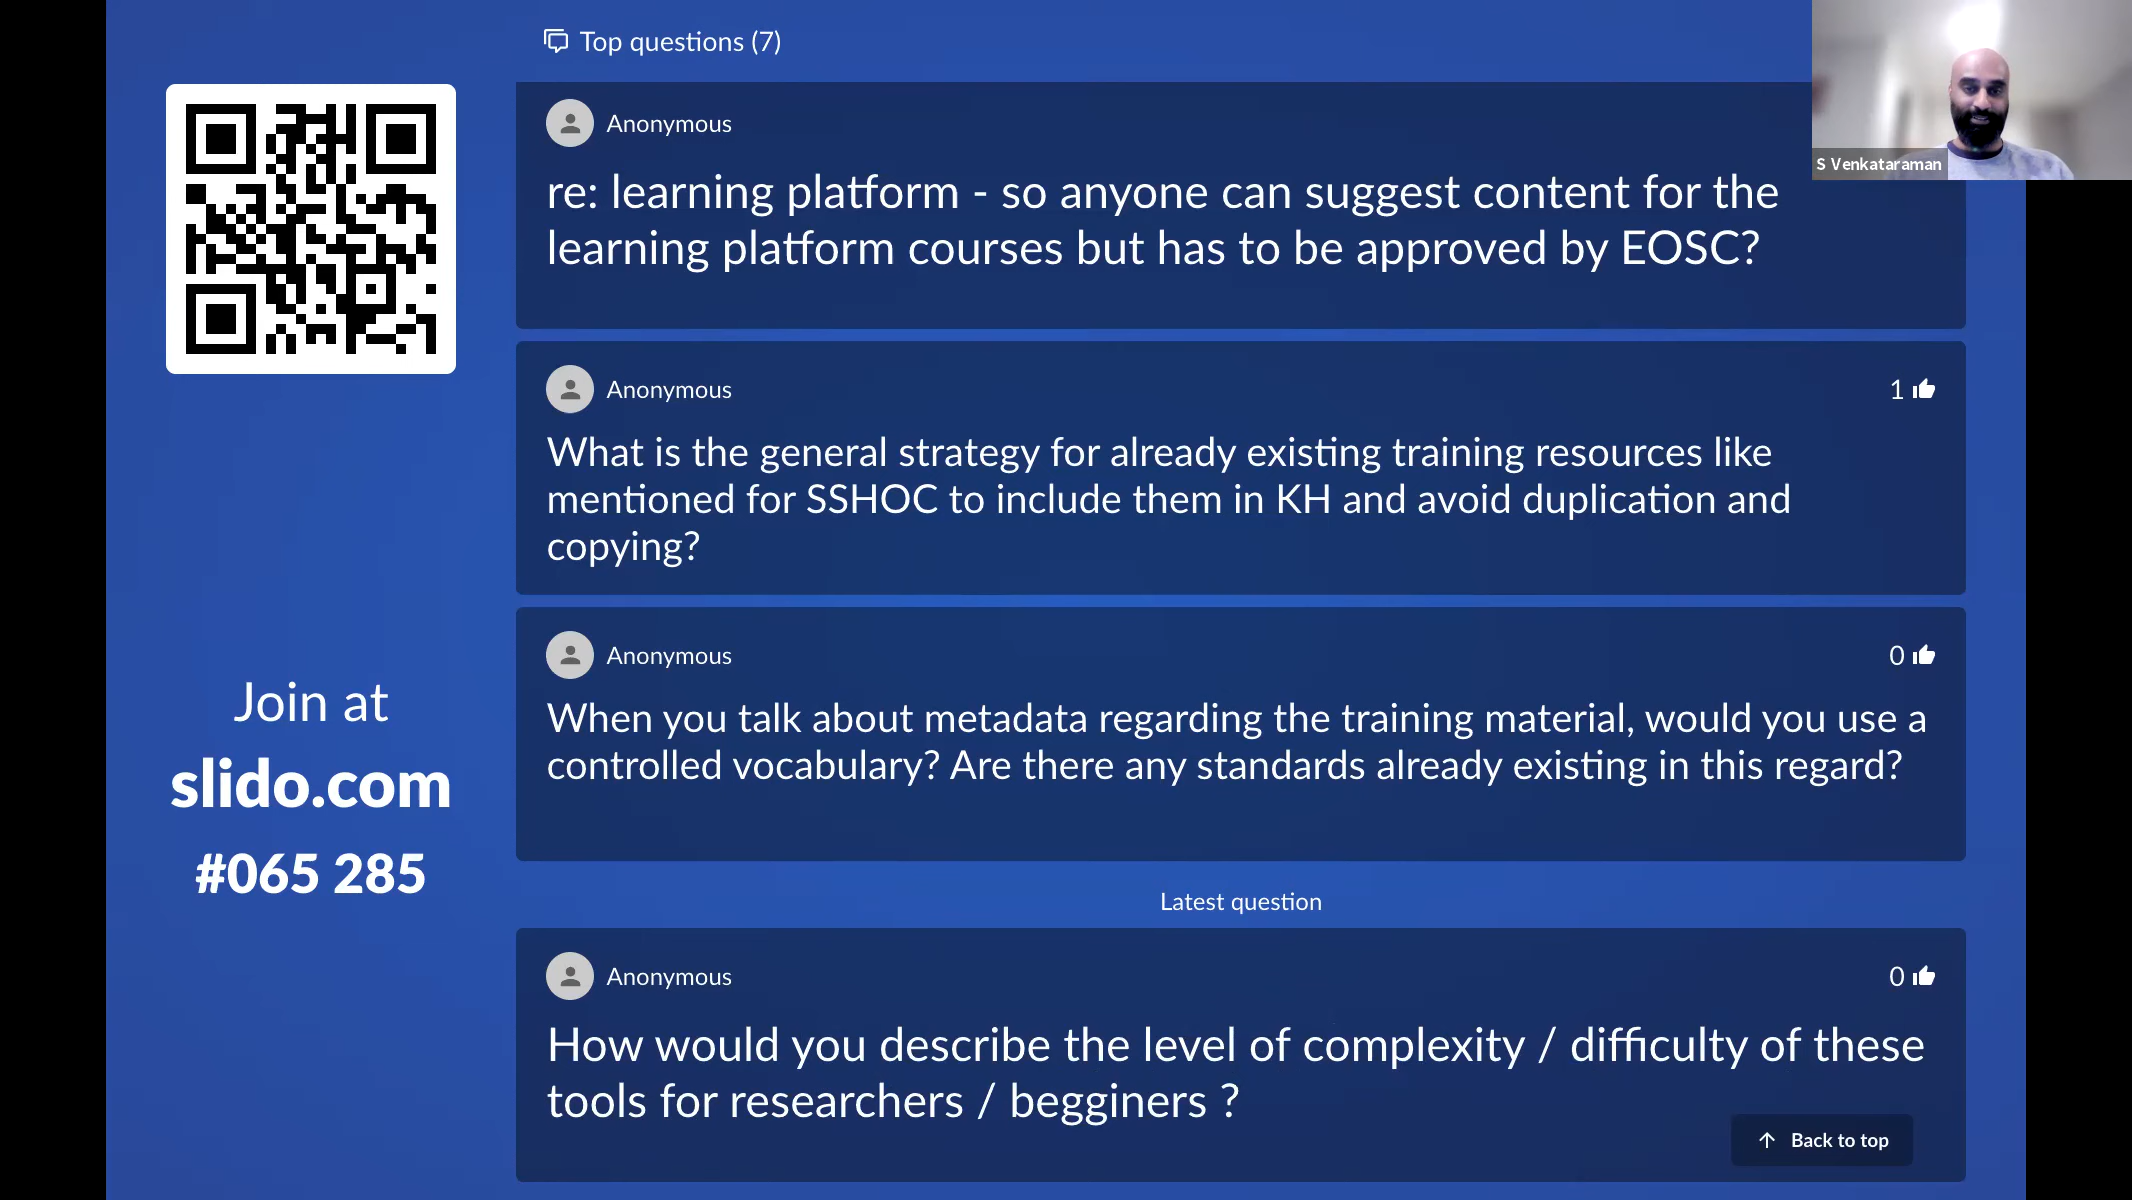 Top questions (7)
S Venkataraman
Anonymous
re: learning platform - so anyone can suggest content for the
learning platform courses but has to be approved by EOSC?
Anonymous
1
What is the general strategy for already existing training resources like
mentioned for SSHOC to include them in KH and avoid duplication and
copying?
Anonymous
0
When you talk about metadata regarding the training material, would you use a
controlled vocabulary? Are there any standards already existing in this regard?
Join at
slido.com
#065 285
Latest question
Anonymous
0
How would you describe the level of complexity / difficulty of these
tools for researchers / begginers ?
Back to top